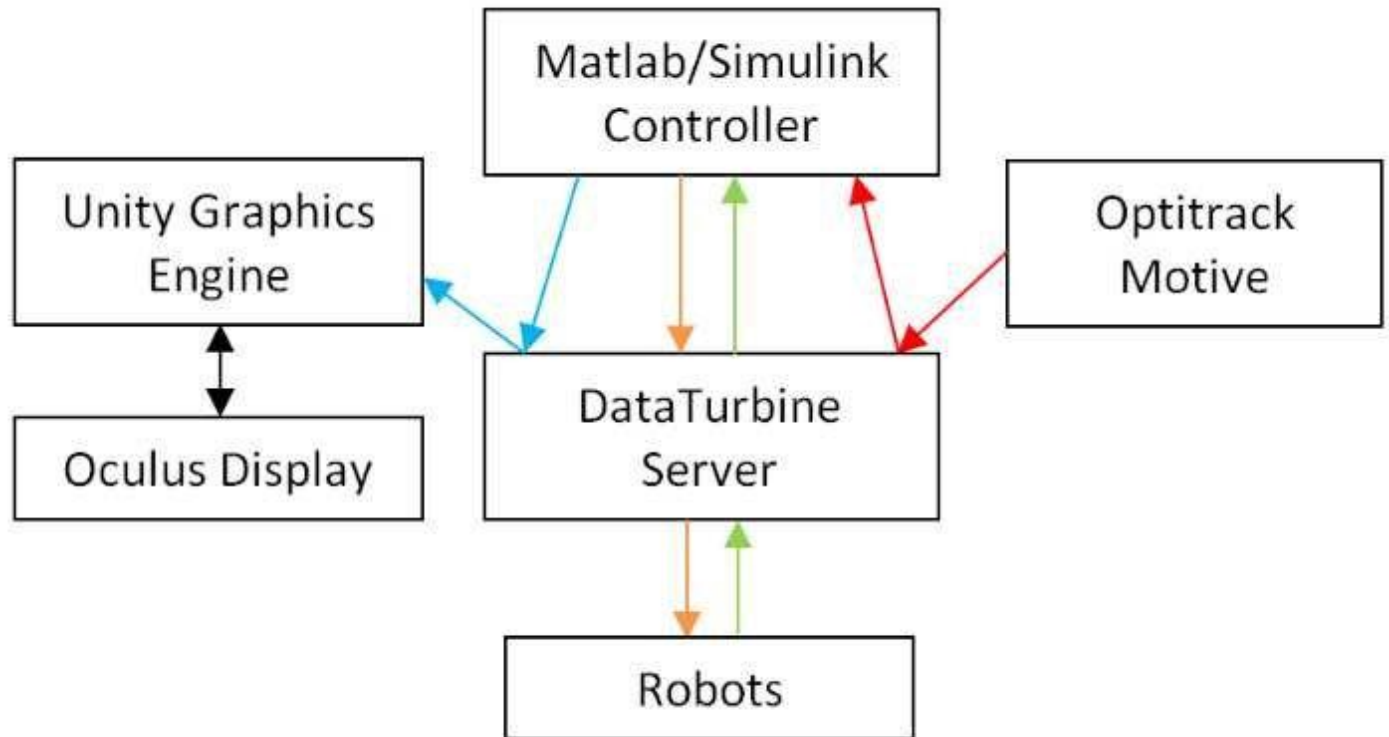 Matlab/Simulink
Controller
Unity Graphics
Engine
Optitrack
Motive
DataTurbine
Server
Oculus Display
Robots